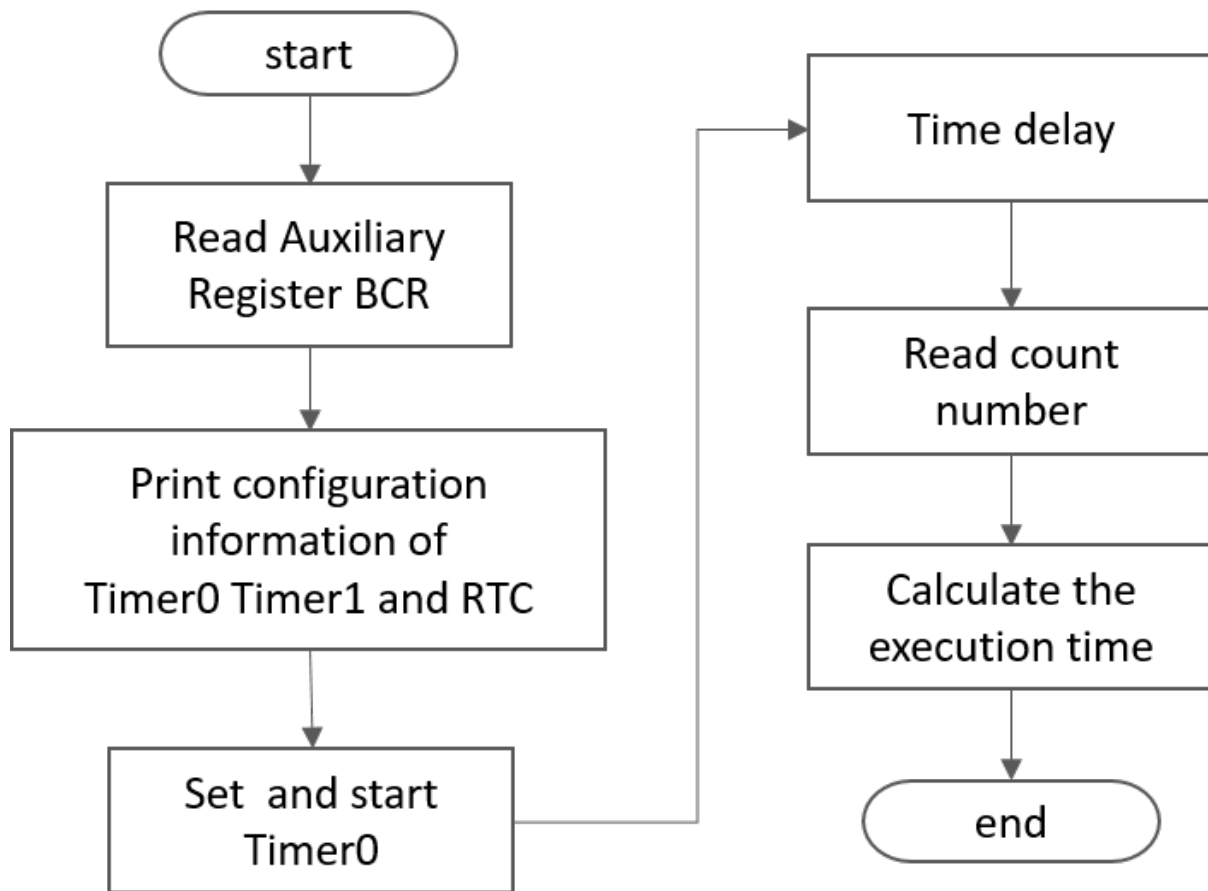 start
Read Auxiliary
Register BCR
Print configuration
information of
Timer0 Timer1 and RTC
Set and start
Timer0
Time delay
Read count
number
Calculate the
execution time
end